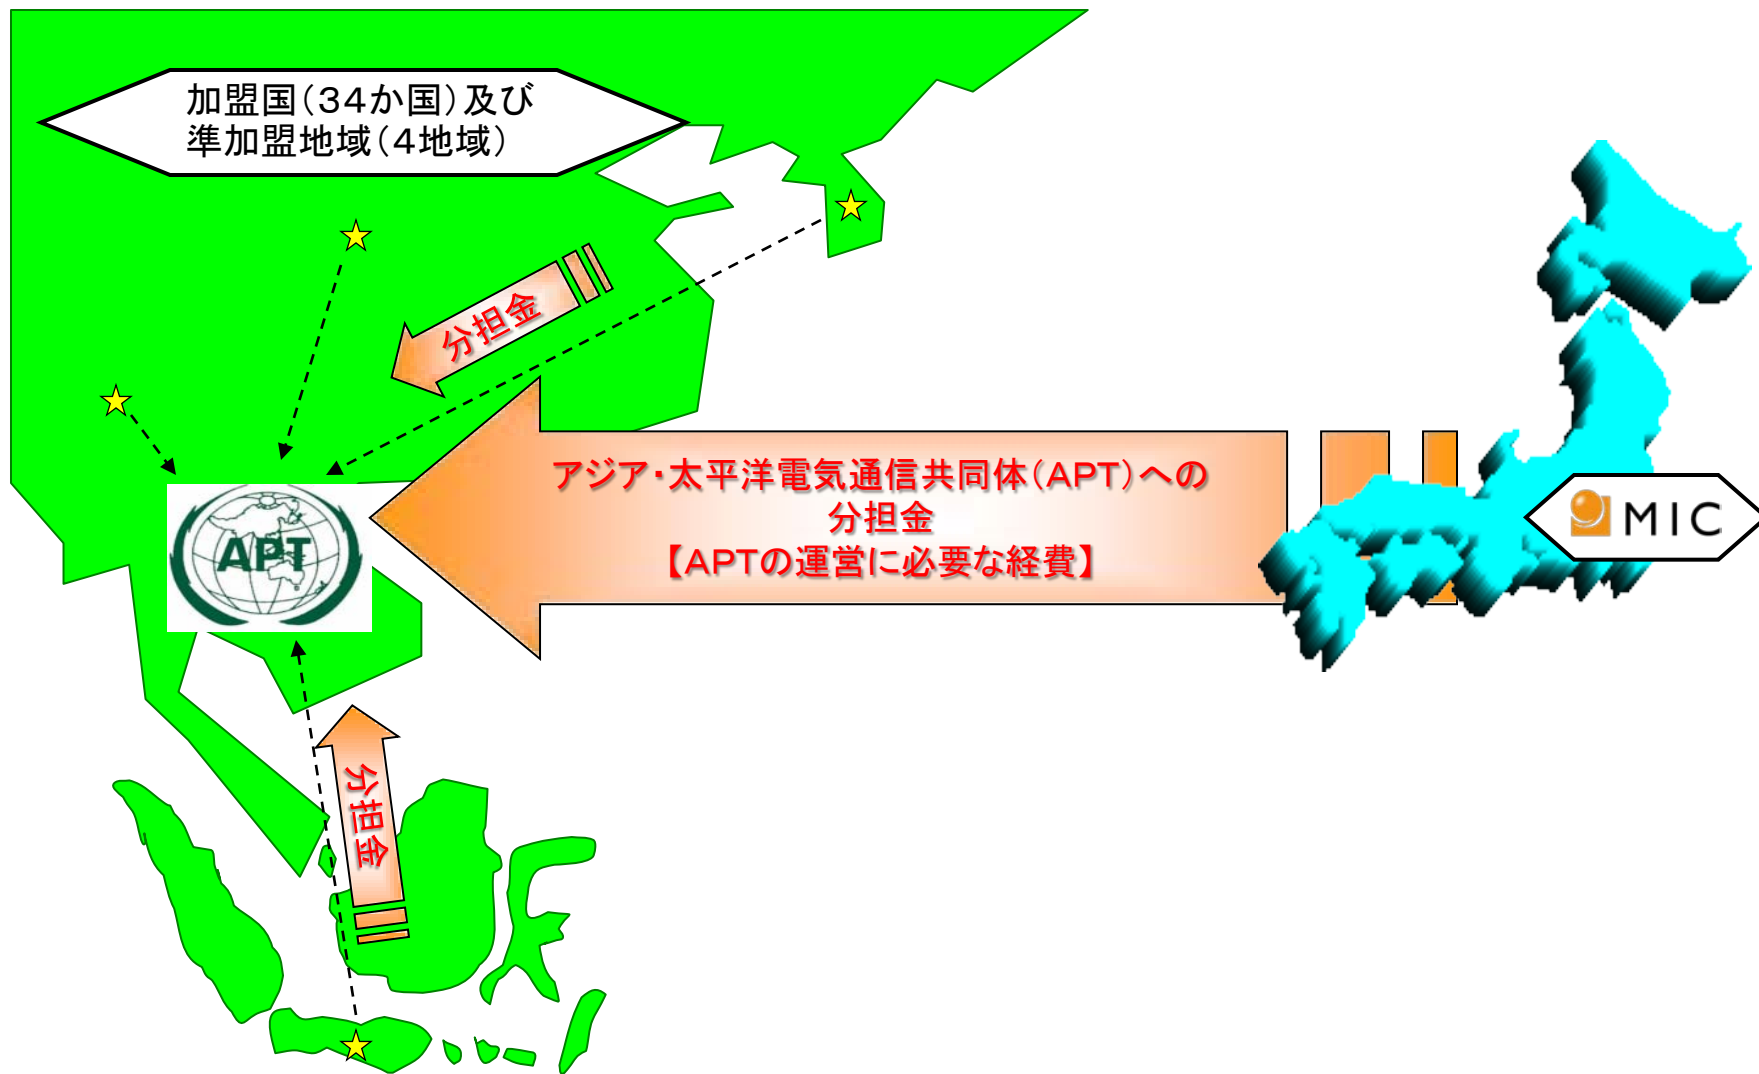 加盟国(34か国)及び
準加盟地域(4地域)
分担金
アジア・太平洋電気通信共同体(APT)への
分担金
【APTの運営に必要な経費】
MIC
APT
分担金